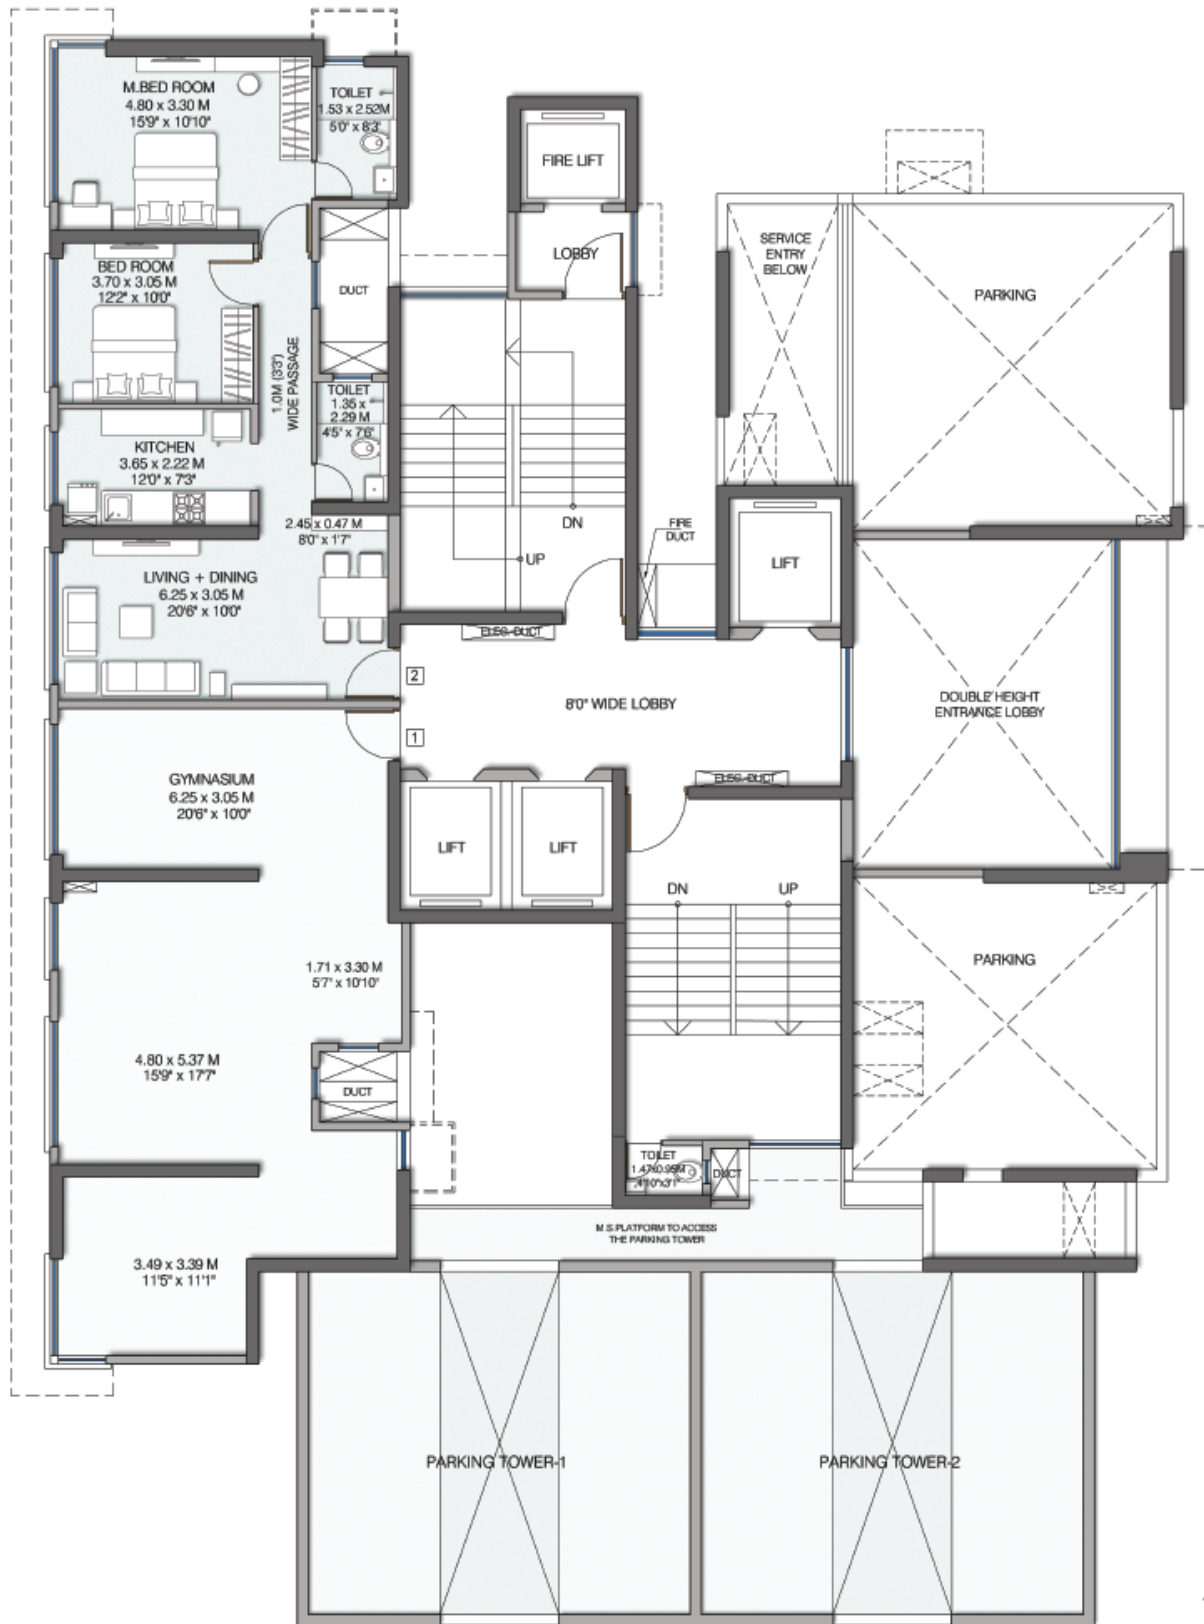 M.BED ROOM
4.80 x 3.30 M
15'9" x 10'10"
TOILET
1.53 x 2.52M
5'0" x 8'3"
FIRE LIFT
LOBBY
SERVICE
ENTRY
BELOW
PARKING
BED ROOM
3.70 x 3.05 M
12'2" x 10'0"
DUCT
1.0M (3'3")
WIDE PASSAGE
TOILET
1.35 x
2.29 M
4'5" x 7'6"
KITCHEN
3.65 x 2.22 M
12'0" x 7'3"
2.45 x 0.47 M
8'0" x 1'7"
DN
UP
FIRE
DUCT
LIFT
LIVING + DINING
6.25 x 3.05 M
20'6" x 10'0"
ELEC. DUCT
2
8'0" WIDE LOBBY
1
DOUBLE HEIGHT
ENTRANCE LOBBY
GYMNASIUM
6.25 x 3.05 M
20'6" x 10'0"
ELEC. DUCT
LIFT
LIFT
DN
UP
1.71 x 3.30 M
5'7" x 10'10"
PARKING
4.80 x 5.37 M
15'9" x 17'7"
DUCT
TOILET
1.47x0.95M
4'10"x3'1"
DUCT
M.S.PLATFORM TO ACCESS
THE PARKING TOWER
3.49 x 3.39 M
11'5" x 11'1"
PARKING TOWER-1
PARKING TOWER-2